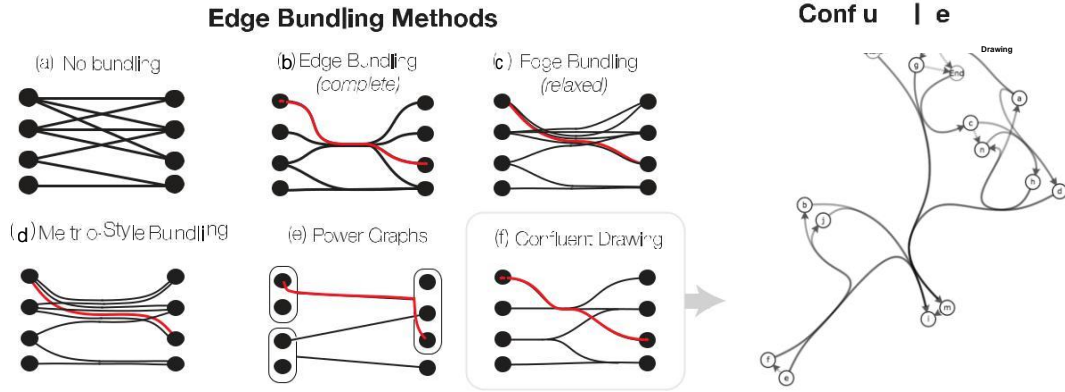 Edge Bundling Methods
Conf u l e
Drawing
(a) No bundling
(b) Edge Bundling
(complete)
(c) Foge Bundling
(relaxed)
(d) Metro-Style Bundling
(e) Power Graphs
(f) Confluent Drawing
g
End
a
c
n
h
d
b
j
i
m
f
e